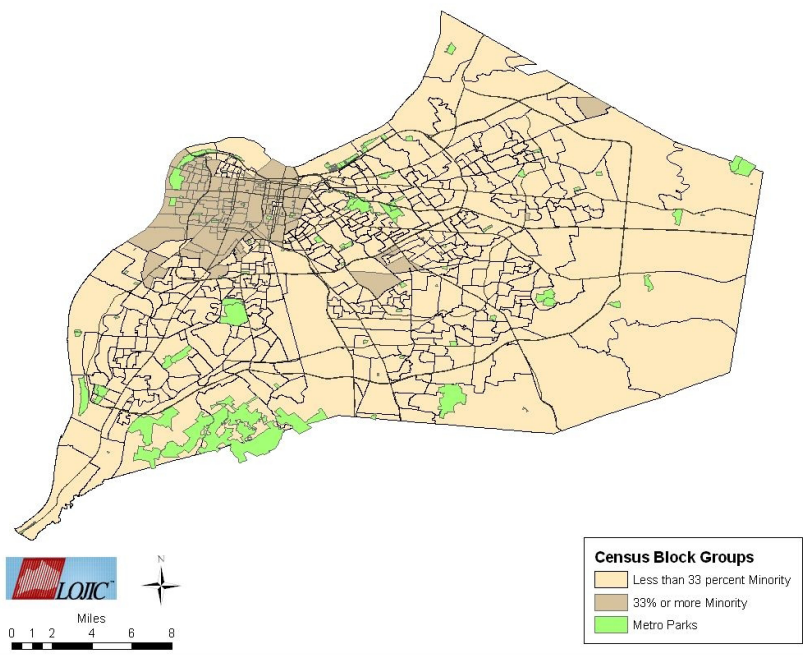 LOJIC™
N
Miles
0 1 2 4 6 8
Census Block Groups
Less than 33 percent Minority
33% or more Minority
Metro Parks